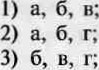 1) а, б, в;
2) а, б, г;
3) б, в, г;